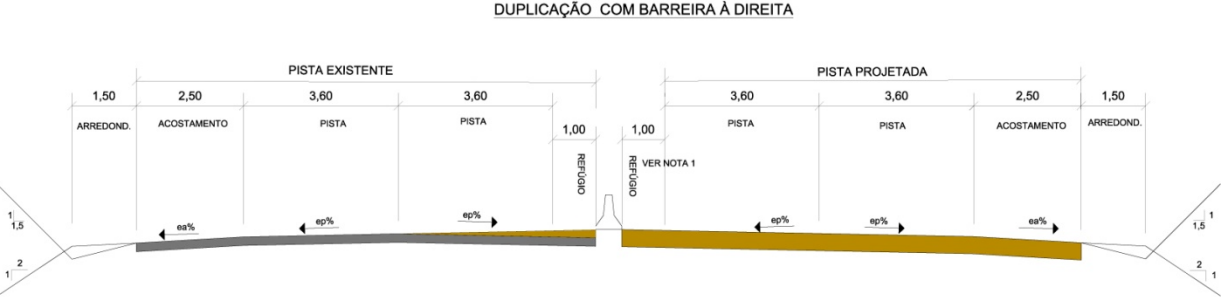 DUPLICAÇÃO COM BARREIRA À DIREITA
PISTA EXISTENTE
PISTA PROJETADA
1,50
2,50
3,60
3,60
3,60
3,60
2,50
1,50
ARREDOND.
ACOSTAMENTO
PISTA
PISTA
1,00
1,00
PISTA
PISTA
ACOSTAMENTO
ARREDOND.
REFÚGIO
REFÚGIO
VER NOTA 1
1
1,5
ea%
ep%
ep%
ep%
ep%
ea%
1
1,5
2
1
2
1